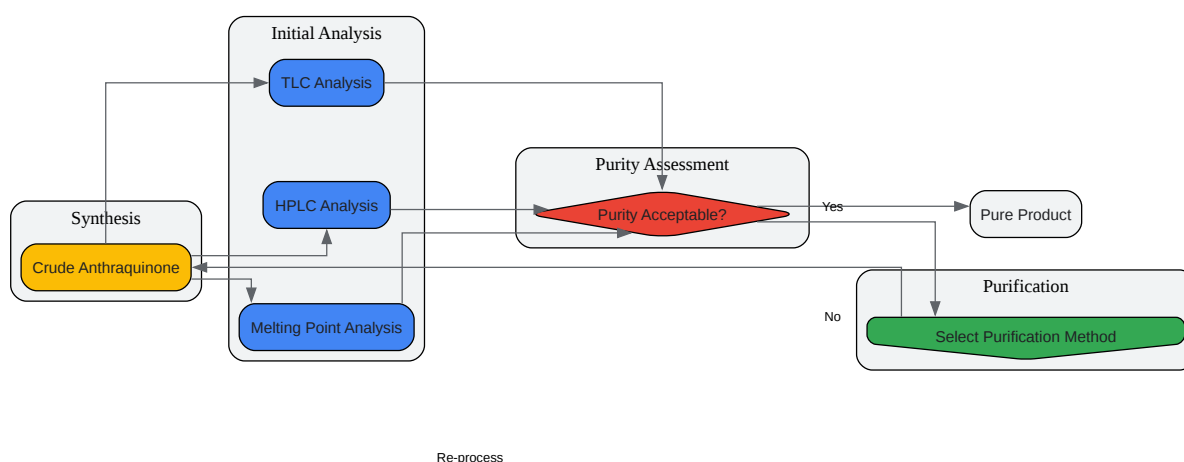 Initial Analysis
TLC Analysis
Purity Assessment
HPLC Analysis
Synthesis
Purity Acceptable?
Yes
Pure Product
Crude Anthraquinone
Purification
No
Melting Point Analysis
Select Purification Method
Re-process